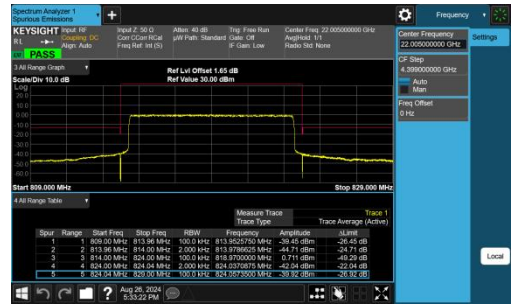 Spectrum Analyzer 1
Spurious Emissions
Frequency
KEYSIGHT
Input: RF
Coupling: DC
Align: Auto
Input Z: 50 Ω
Corr CCorr RCal
Freq Ref: Int (S)
Atten: 40 dB
µW Path: Standard
Trig: Free Run
Gate: Off
IF Gain: Low
Center Freq: 22.005000000 GHz
Avg|Hold: 1/1
Radio Std: None
RL
PASS
Center Frequency
22.005000000 GHz
Settings
CF Step
4.399000000 GHz
Auto
Man
Freq Offset
0 Hz
Local
3 All Range Graph
Scale/Div 10.0 dB
Ref Lvl Offset 1.65 dB
Ref Value 30.00 dBm
Log
20.0
10.0
0.00
-10.0
-20.0
-30.0
-40.0
-50.0
-60.0
Start 809.000 MHz
Stop 829.000 MHz
4 All Range Table
Measure Trace Trace 1
Trace Type Trace Average (Active)
Spur Range Start Freq Stop Freq RBW Frequency Amplitude ΔLimit
1 1 809.00 MHz 813.96 MHz 100.0 kHz 813.9525750 MHz -39.45 dBm -26.45 dB
2 2 813.96 MHz 814.00 MHz 2.000 kHz 813.9786625 MHz -44.71 dBm -24.71 dB
3 3 814.00 MHz 824.00 MHz 100.0 kHz 818.9700000 MHz 0.711 dBm -49.29 dB
4 4 824.00 MHz 824.04 MHz 2.000 kHz 824.0370875 MHz -42.04 dBm -22.04 dB
5 5 824.04 MHz 829.00 MHz 100.0 kHz 824.0573500 MHz -39.92 dBm -26.92 dB
Aug 26, 2024
5:33:22 PM